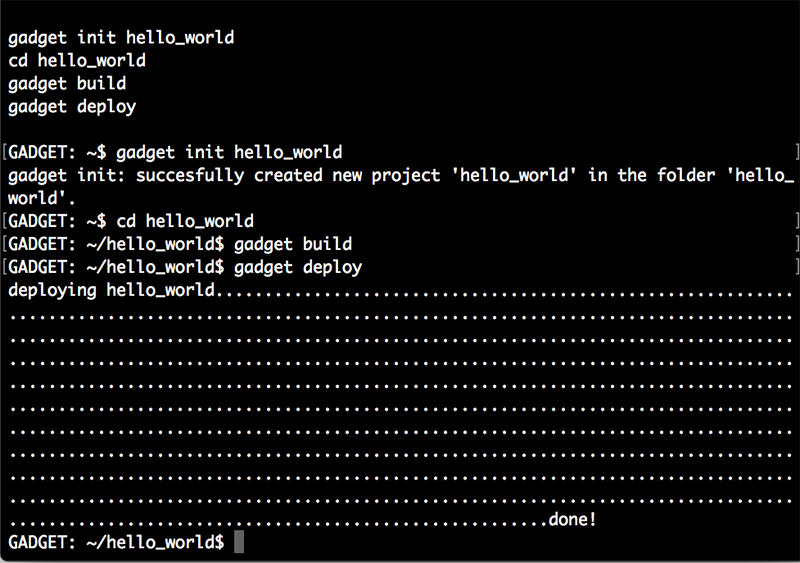 gadget init hello_world
cd hello_world
gadget build
gadget deploy
[GADGET: ~$ gadget init hello_world ]
gadget init: succesfully created new project 'hello_world' in the folder 'hello_
world'.
[GADGET: ~$ cd hello_world ]
[GADGET: ~/hello_world$ gadget build ]
[GADGET: ~/hello_world$ gadget deploy ]
deploying hello_world...........................................................
................................................................................
................................................................................
................................................................................
................................................................................
................................................................................
................................................................................
................................................................................
................................................................................
................................................................................
.......................................................done!
GADGET: ~/hello_world$